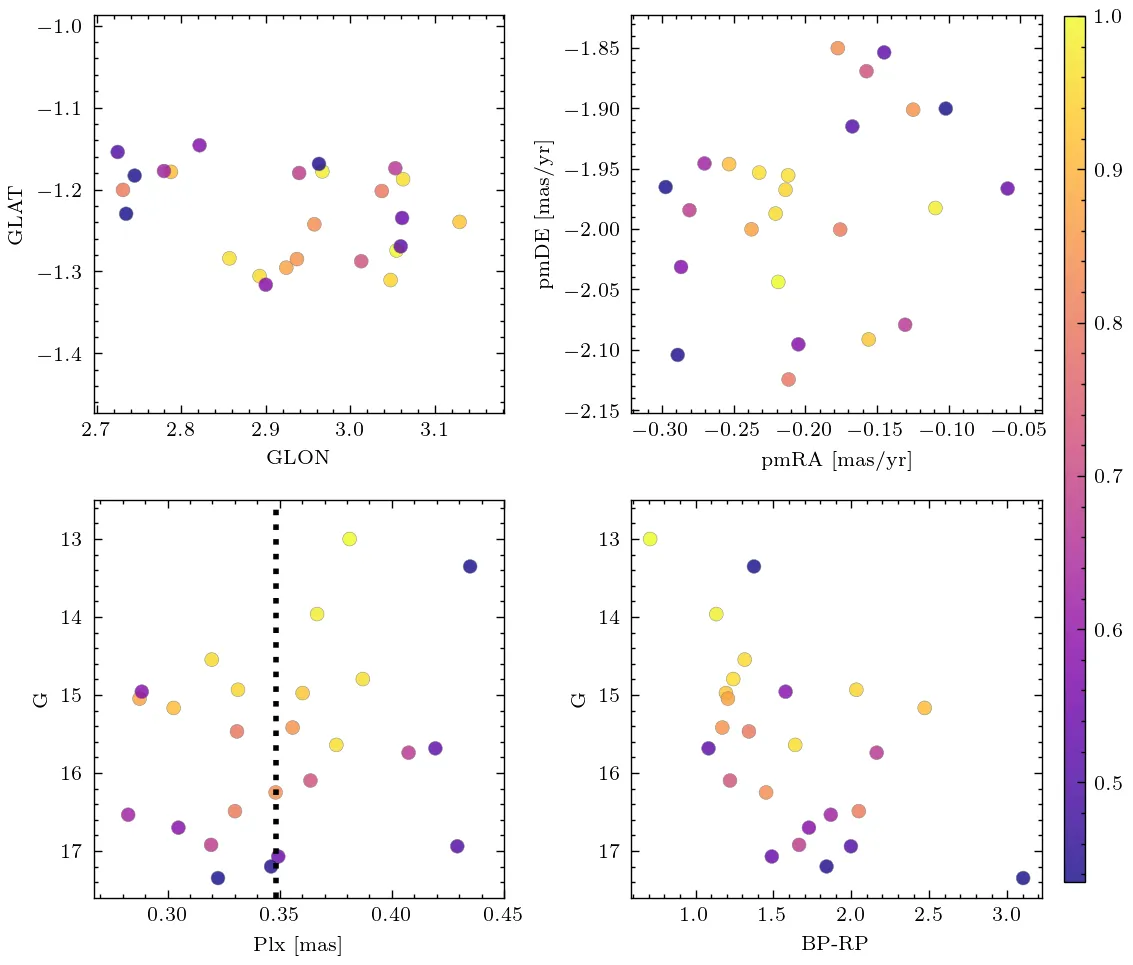 −1.0
−1.1
−1.2
−1.3
−1.4
GLAT
2.7 2.8 2.9 3.0 3.1
GLON
−1.85
−1.90
−1.95
−2.00
−2.05
−2.10
−2.15
pmDE [mas/yr]
−0.30 −0.25 −0.20 −0.15 −0.10 −0.05
pmRA [mas/yr]
1.0
0.9
0.8
0.7
0.6
0.5
13
14
15
16
17
G
0.30 0.35 0.40 0.45
Plx [mas]
13
14
15
16
17
G
1.0 1.5 2.0 2.5 3.0
BP-RP